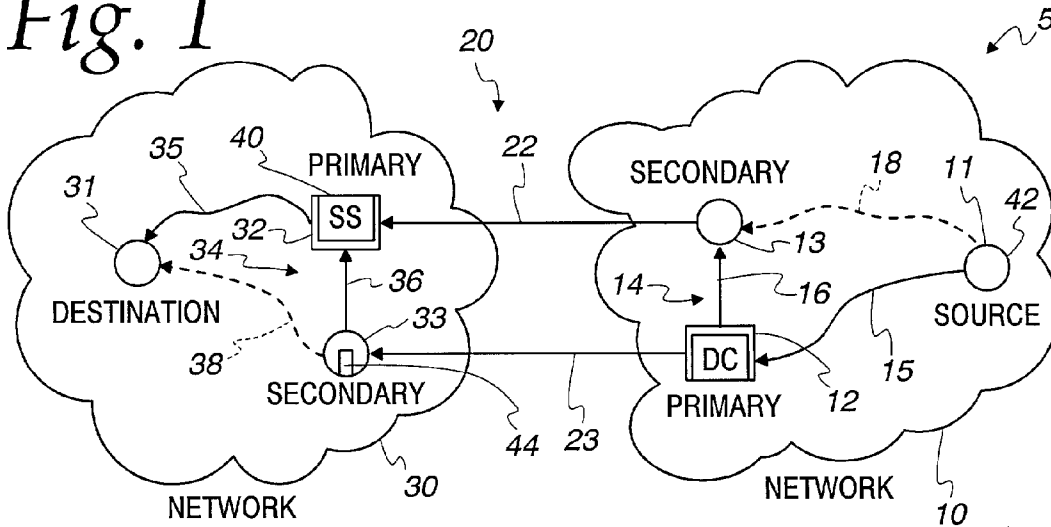 Fig. 1
5
20
40
35
PRIMARY
22
SECONDARY
18
11
31
42
SS
32
13
34
36
14
16
DESTINATION
33
SOURCE
DC
38
15
SECONDARY
PRIMARY
12
44
23
30
NETWORK
NETWORK
10